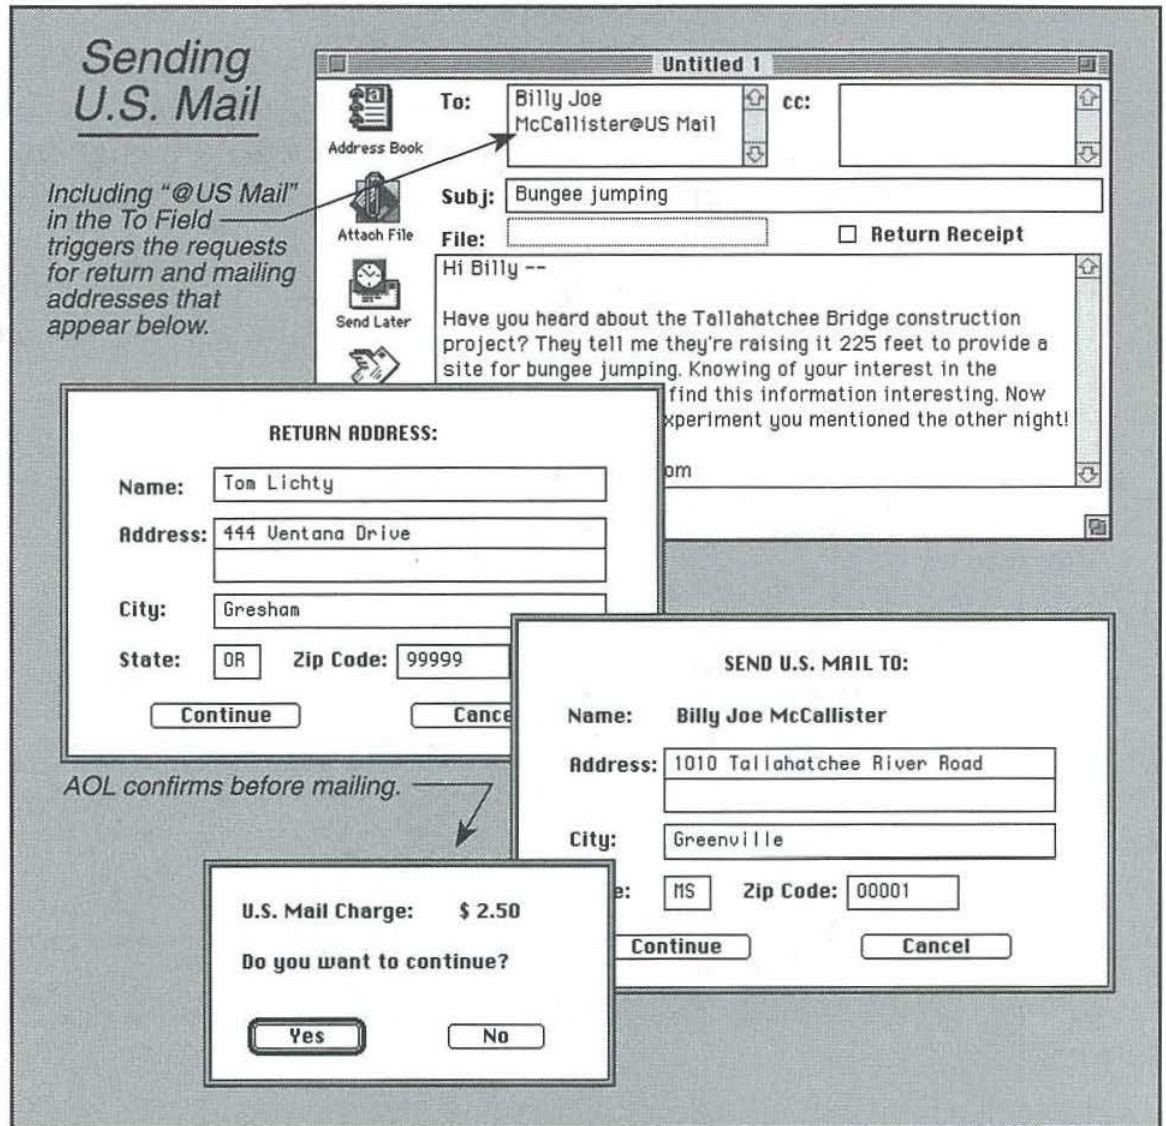 Sending
U.S. Mail
Including "@US Mail"
in the To Field
triggers the requests
for return and mailing
addresses that
appear below.
Untitled 1
Address Book
Attach File
Send Later
To:
Billy Joe
McCallister@US Mail
cc:
Subj:
Bungee jumping
File:
Return Receipt
Hi Billy --
Have you heard about the Tallahatchee Bridge construction
project? They tell me they're raising it 225 feet to provide a
site for bungee jumping. Knowing of your interest in the
find this information interesting. Now
xperiment you mentioned the other night!
om
RETURN ADDRESS:
Name: Tom Lichty
Address: 444 Ventana Drive
City: Gresham
State: OR Zip Code: 99999
Continue Cance
SEND U.S. MAIL TO:
Name: Billy Joe McCallister
Address: 1010 Tallahatchee River Road
City: Greenville
e: MS Zip Code: 00001
Continue Cancel
AOL confirms before mailing.
U.S. Mail Charge: $ 2.50
Do you want to continue?
Yes No